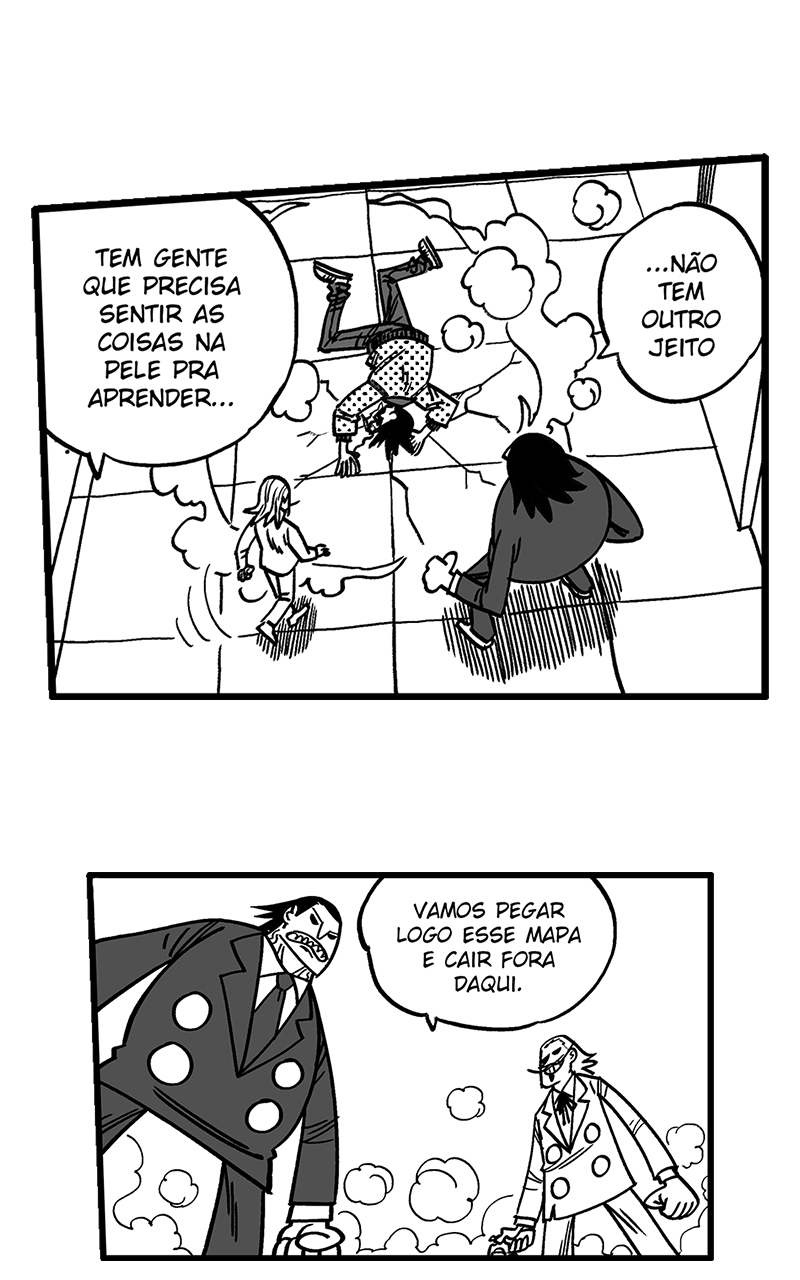 TEM GENTE
QUE PRECISA
SENTIR AS
COISAS NA
PELE PRA
APRENDER...
...NÃO
TEM
OUTRO
JEITO
VAMOS PEGAR
LOGO ESSE MAPA
E CAIR FORA
DAQUI.